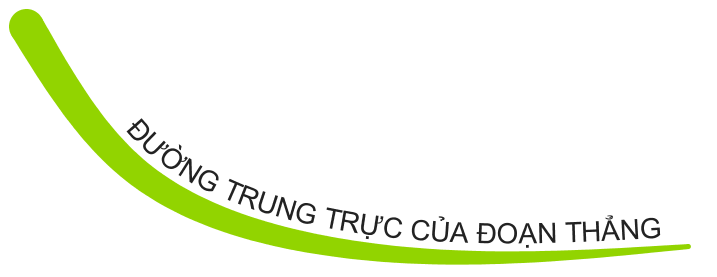 ĐƯỜNG TRUNG TRỰC CỦA ĐOẠN THẲNG